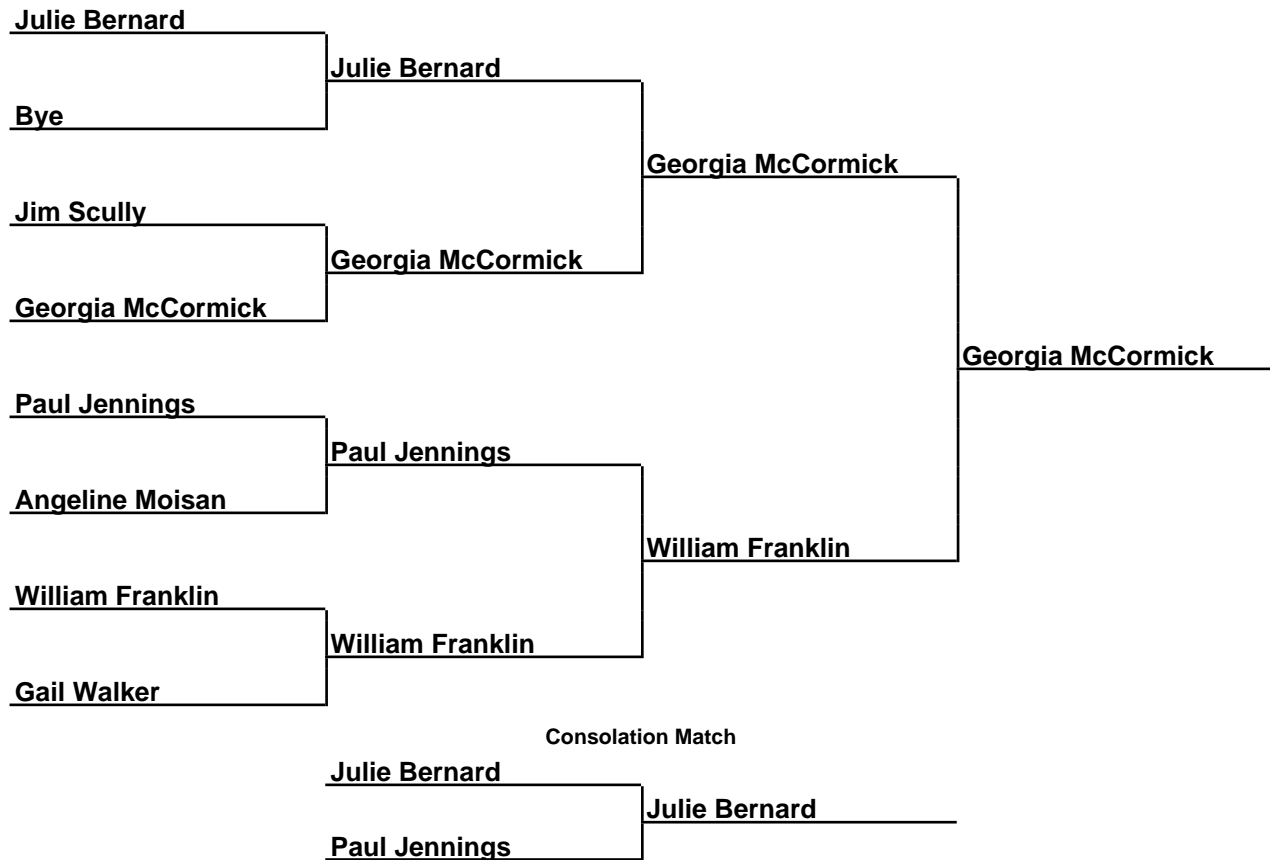 Julie Bernard
Julie Bernard
Bye
Georgia McCormick
Jim Scully
Georgia McCormick
Georgia McCormick
Georgia McCormick
Paul Jennings
Paul Jennings
Angeline Moisan
William Franklin
William Franklin
William Franklin
Gail Walker
Consolation Match
Julie Bernard
Julie Bernard
Paul Jennings